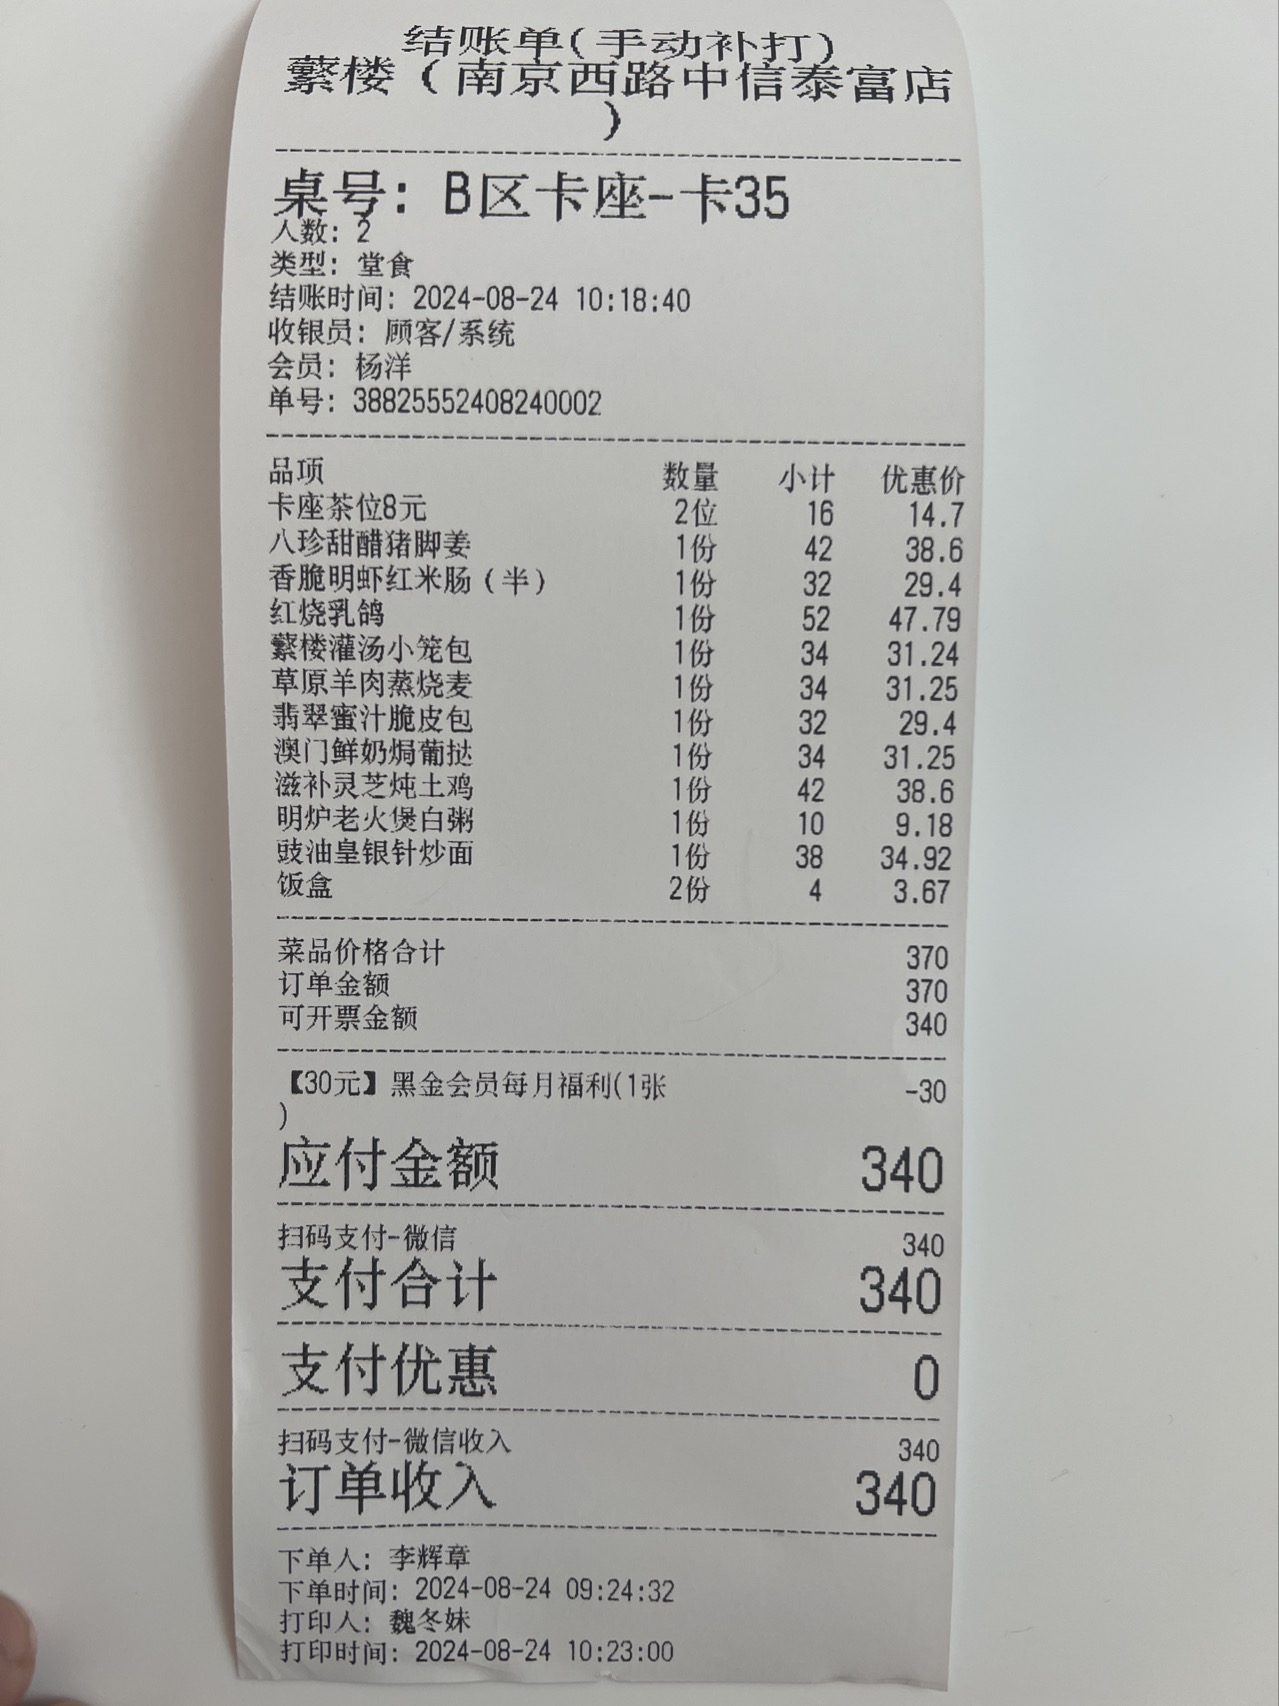 结账单(手动补打)
蘩楼（南京西路中信泰富店
）
桌号: B区卡座-卡35
人数: 2
类型: 堂食
结账时间: 2024-08-24 10:18:40
收银员: 顾客/系统
会员: 杨洋
单号: 38825552408240002
品项 数量 小计 优惠价
卡座茶位8元 2位 16 14.7
八珍甜醋猪脚姜 1份 42 38.6
香脆明虾红米肠（半） 1份 32 29.4
红烧乳鸽 1份 52 47.79
蘩楼灌汤小笼包 1份 34 31.24
草原羊肉蒸烧麦 1份 34 31.25
翡翠蜜汁脆皮包 1份 32 29.4
澳门鲜奶焗葡挞 1份 34 31.25
滋补灵芝炖土鸡 1份 42 38.6
明炉老火煲白粥 1份 10 9.18
豉油皇银针炒面 1份 38 34.92
饭盒 2份 4 3.67
菜品价格合计 370
订单金额 370
可开票金额 340
【30元】黑金会员每月福利(1张 -30
)
应付金额 340
扫码支付-微信 340
支付合计 340
支付优惠 0
扫码支付-微信收入 340
订单收入 340
下单人: 李辉章
下单时间: 2024-08-24 09:24:32
打印人: 魏冬妹
打印时间: 2024-08-24 10:23:00